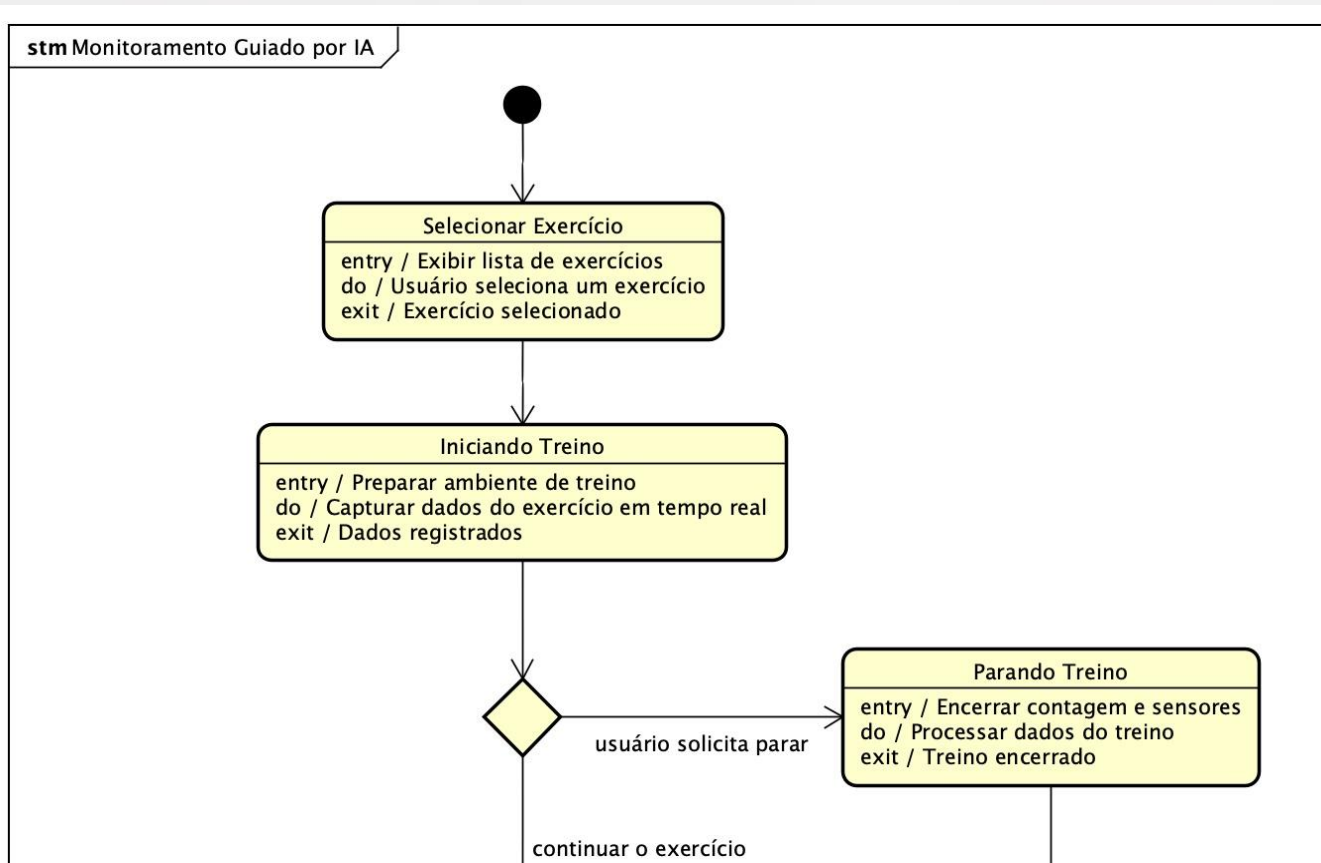 stm Monitoramento Guiado por IA
Selecionar Exercício
entry / Exibir lista de exercícios
do / Usuário seleciona um exercício
exit / Exercício selecionado
Iniciando Treino
entry / Preparar ambiente de treino
do / Capturar dados do exercício em tempo real
exit / Dados registrados
Parando Treino
entry / Encerrar contagem e sensores
do / Processar dados do treino
exit / Treino encerrado
usuário solicita parar
continuar o exercício